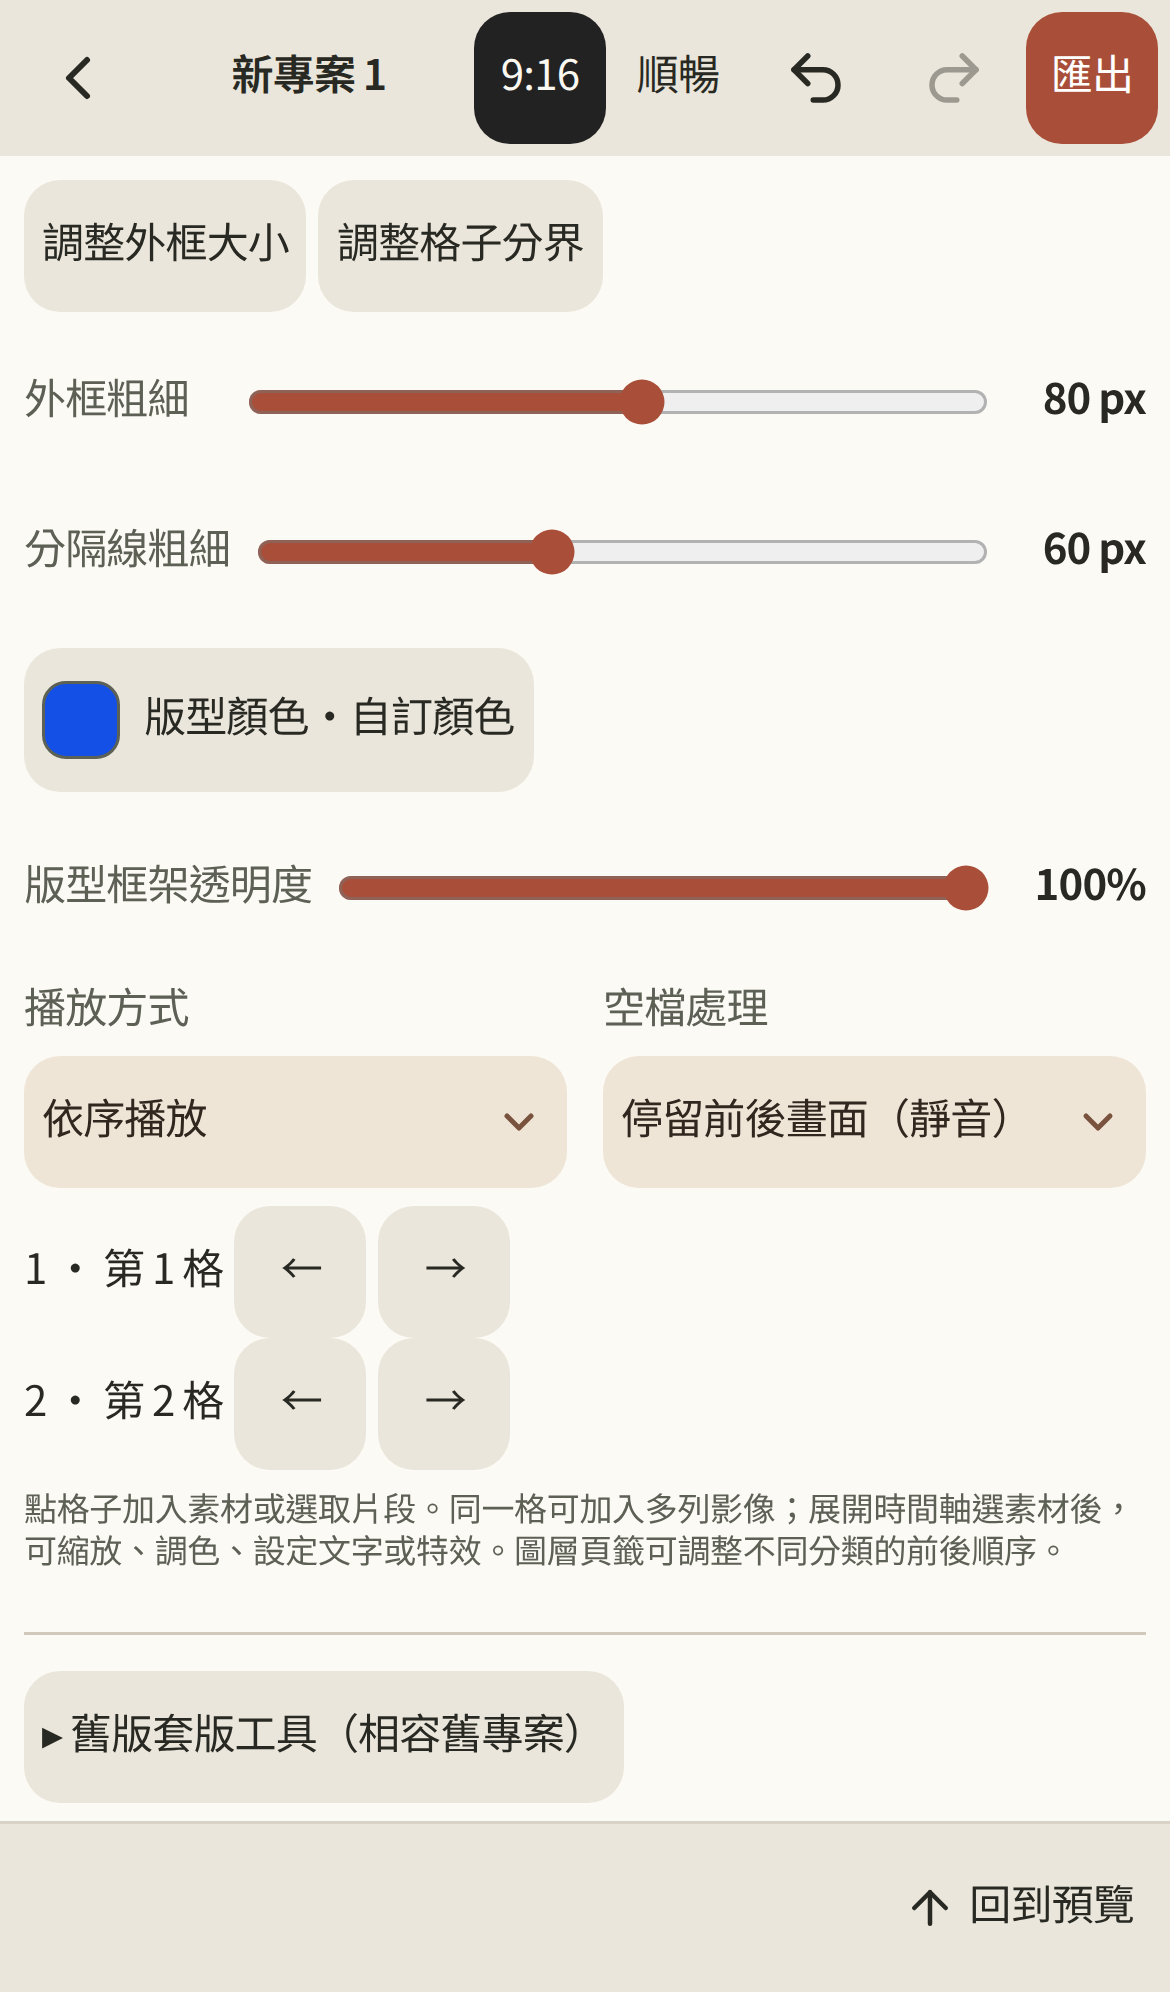 新專案 1 9:16 順暢 匯出
調整外框大小 調整格子分界
外框粗細 80 px
分隔線粗細 60 px
版型顏色・自訂顏色
版型框架透明度 100%
播放方式 空檔處理
依序播放 停留前後畫面（靜音）
1 ・ 第 1 格 ← →
2 ・ 第 2 格 ← →
點格子加入素材或選取片段。同一格可加入多列影像；展開時間軸選素材後，
可縮放、調色、設定文字或特效。圖層頁籤可調整不同分類的前後順序。
▸ 舊版套版工具（相容舊專案）
↑ 回到預覽